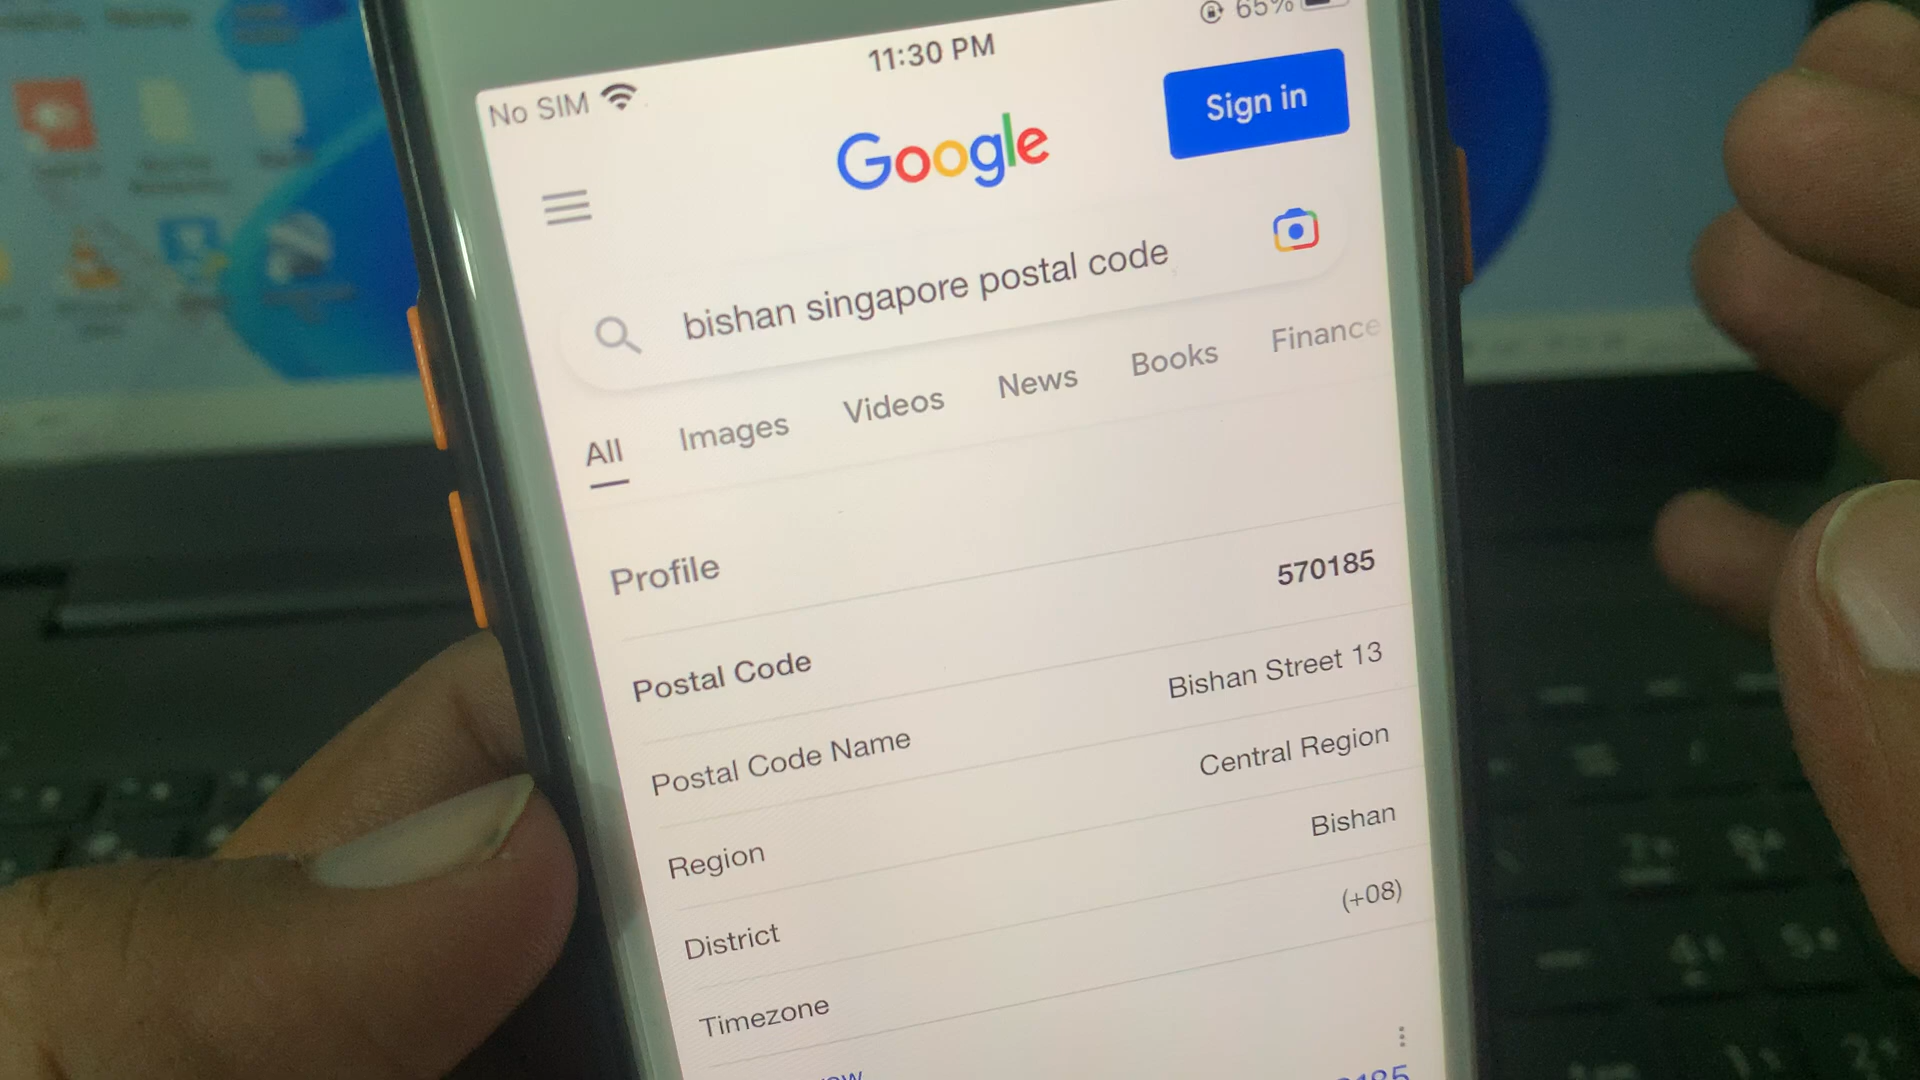 11:30 PM
65%
No SIM
Google
Sign in
bishan singapore postal code
All Images Videos News Books Finance
Profile
Postal Code 570185
Postal Code Name Bishan Street 13
Region Central Region
District Bishan
Timezone (+08)